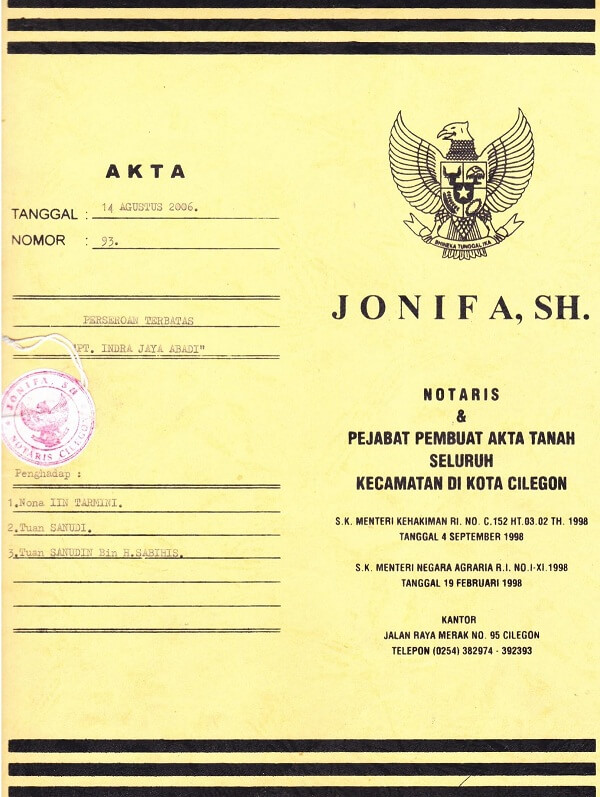 AKTA
TANGGAL : 14 AGUSTUS 2006.
NOMOR : 93.
PERSEROAN TERBATAS
"PT. INDRA JAYA ABADI"
JONIFA, SH
NOTARIS CILEGON
Penghadap :
1.Nona IIN TARMINI.
2.Tuan SANUDI.
3.Tuan SANUDIN Bin H.SABIHIS.
BHINEKA TUNGGAL IKA
JONIFA, SH.
NOTARIS
&
PEJABAT PEMBUAT AKTA TANAH
SELURUH
KECAMATAN DI KOTA CILEGON
S.K. MENTERI KEHAKIMAN RI. NO. C.152 HT.03.02 TH. 1998
TANGGAL 4 SEPTEMBER 1998
S.K. MENTERI NEGARA AGRARIA R.I. NO.I-XI.1998
TANGGAL 19 FEBRUARI 1998
KANTOR
JALAN RAYA MERAK NO. 95 CILEGON
TELEPON (0254) 382974 - 392393